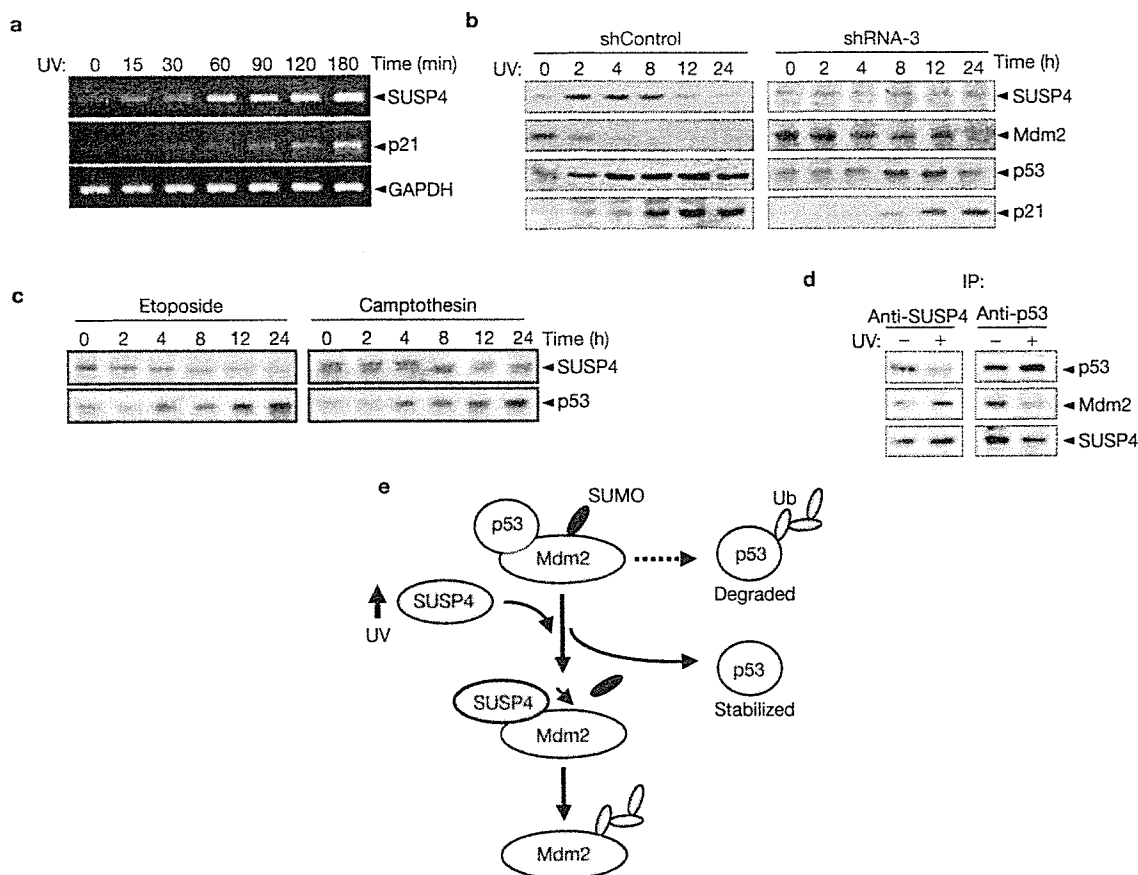 a
UV: 0 15 30 60 90 120 180 Time (min)
SUSP4
p21
GAPDH
b
shControl shRNA-3
UV: 0 2 4 8 12 24 0 2 4 8 12 24 Time (h)
SUSP4
Mdm2
p53
p21
c
Etoposide Camptothesin
0 2 4 8 12 24 0 2 4 8 12 24 Time (h)
SUSP4
p53
d
IP:
Anti-SUSP4 Anti-p53
UV: − + − +
p53
Mdm2
SUSP4
e
SUMO
Ub
p53
Mdm2
p53
Degraded
SUSP4
UV
p53
Stabilized
SUSP4
Mdm2
Mdm2